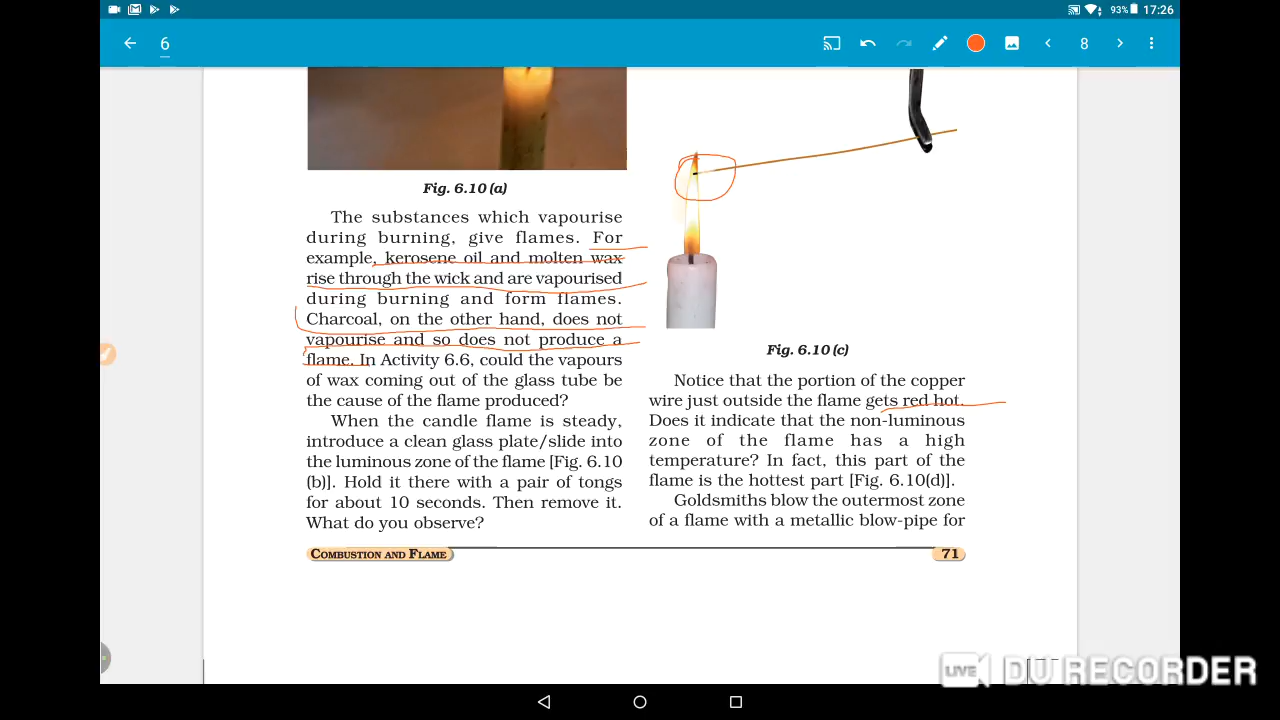 93% 17:26
6
8
Fig. 6.10 (a)
The substances which vapourise
during burning, give flames. For
example, kerosene oil and molten wax
rise through the wick and are vapourised
during burning and form flames.
Charcoal, on the other hand, does not
vapourise and so does not produce a
flame. In Activity 6.6, could the vapours
of wax coming out of the glass tube be
the cause of the flame produced?
When the candle flame is steady,
introduce a clean glass plate/slide into
the luminous zone of the flame [Fig. 6.10
(b)]. Hold it there with a pair of tongs
for about 10 seconds. Then remove it.
What do you observe?
Fig. 6.10 (c)
Notice that the portion of the copper
wire just outside the flame gets red hot.
Does it indicate that the non-luminous
zone of the flame has a high
temperature? In fact, this part of the
flame is the hottest part [Fig. 6.10(d)].
Goldsmiths blow the outermost zone
of a flame with a metallic blow-pipe for
COMBUSTION AND FLAME
71
LIVE DU RECORDER